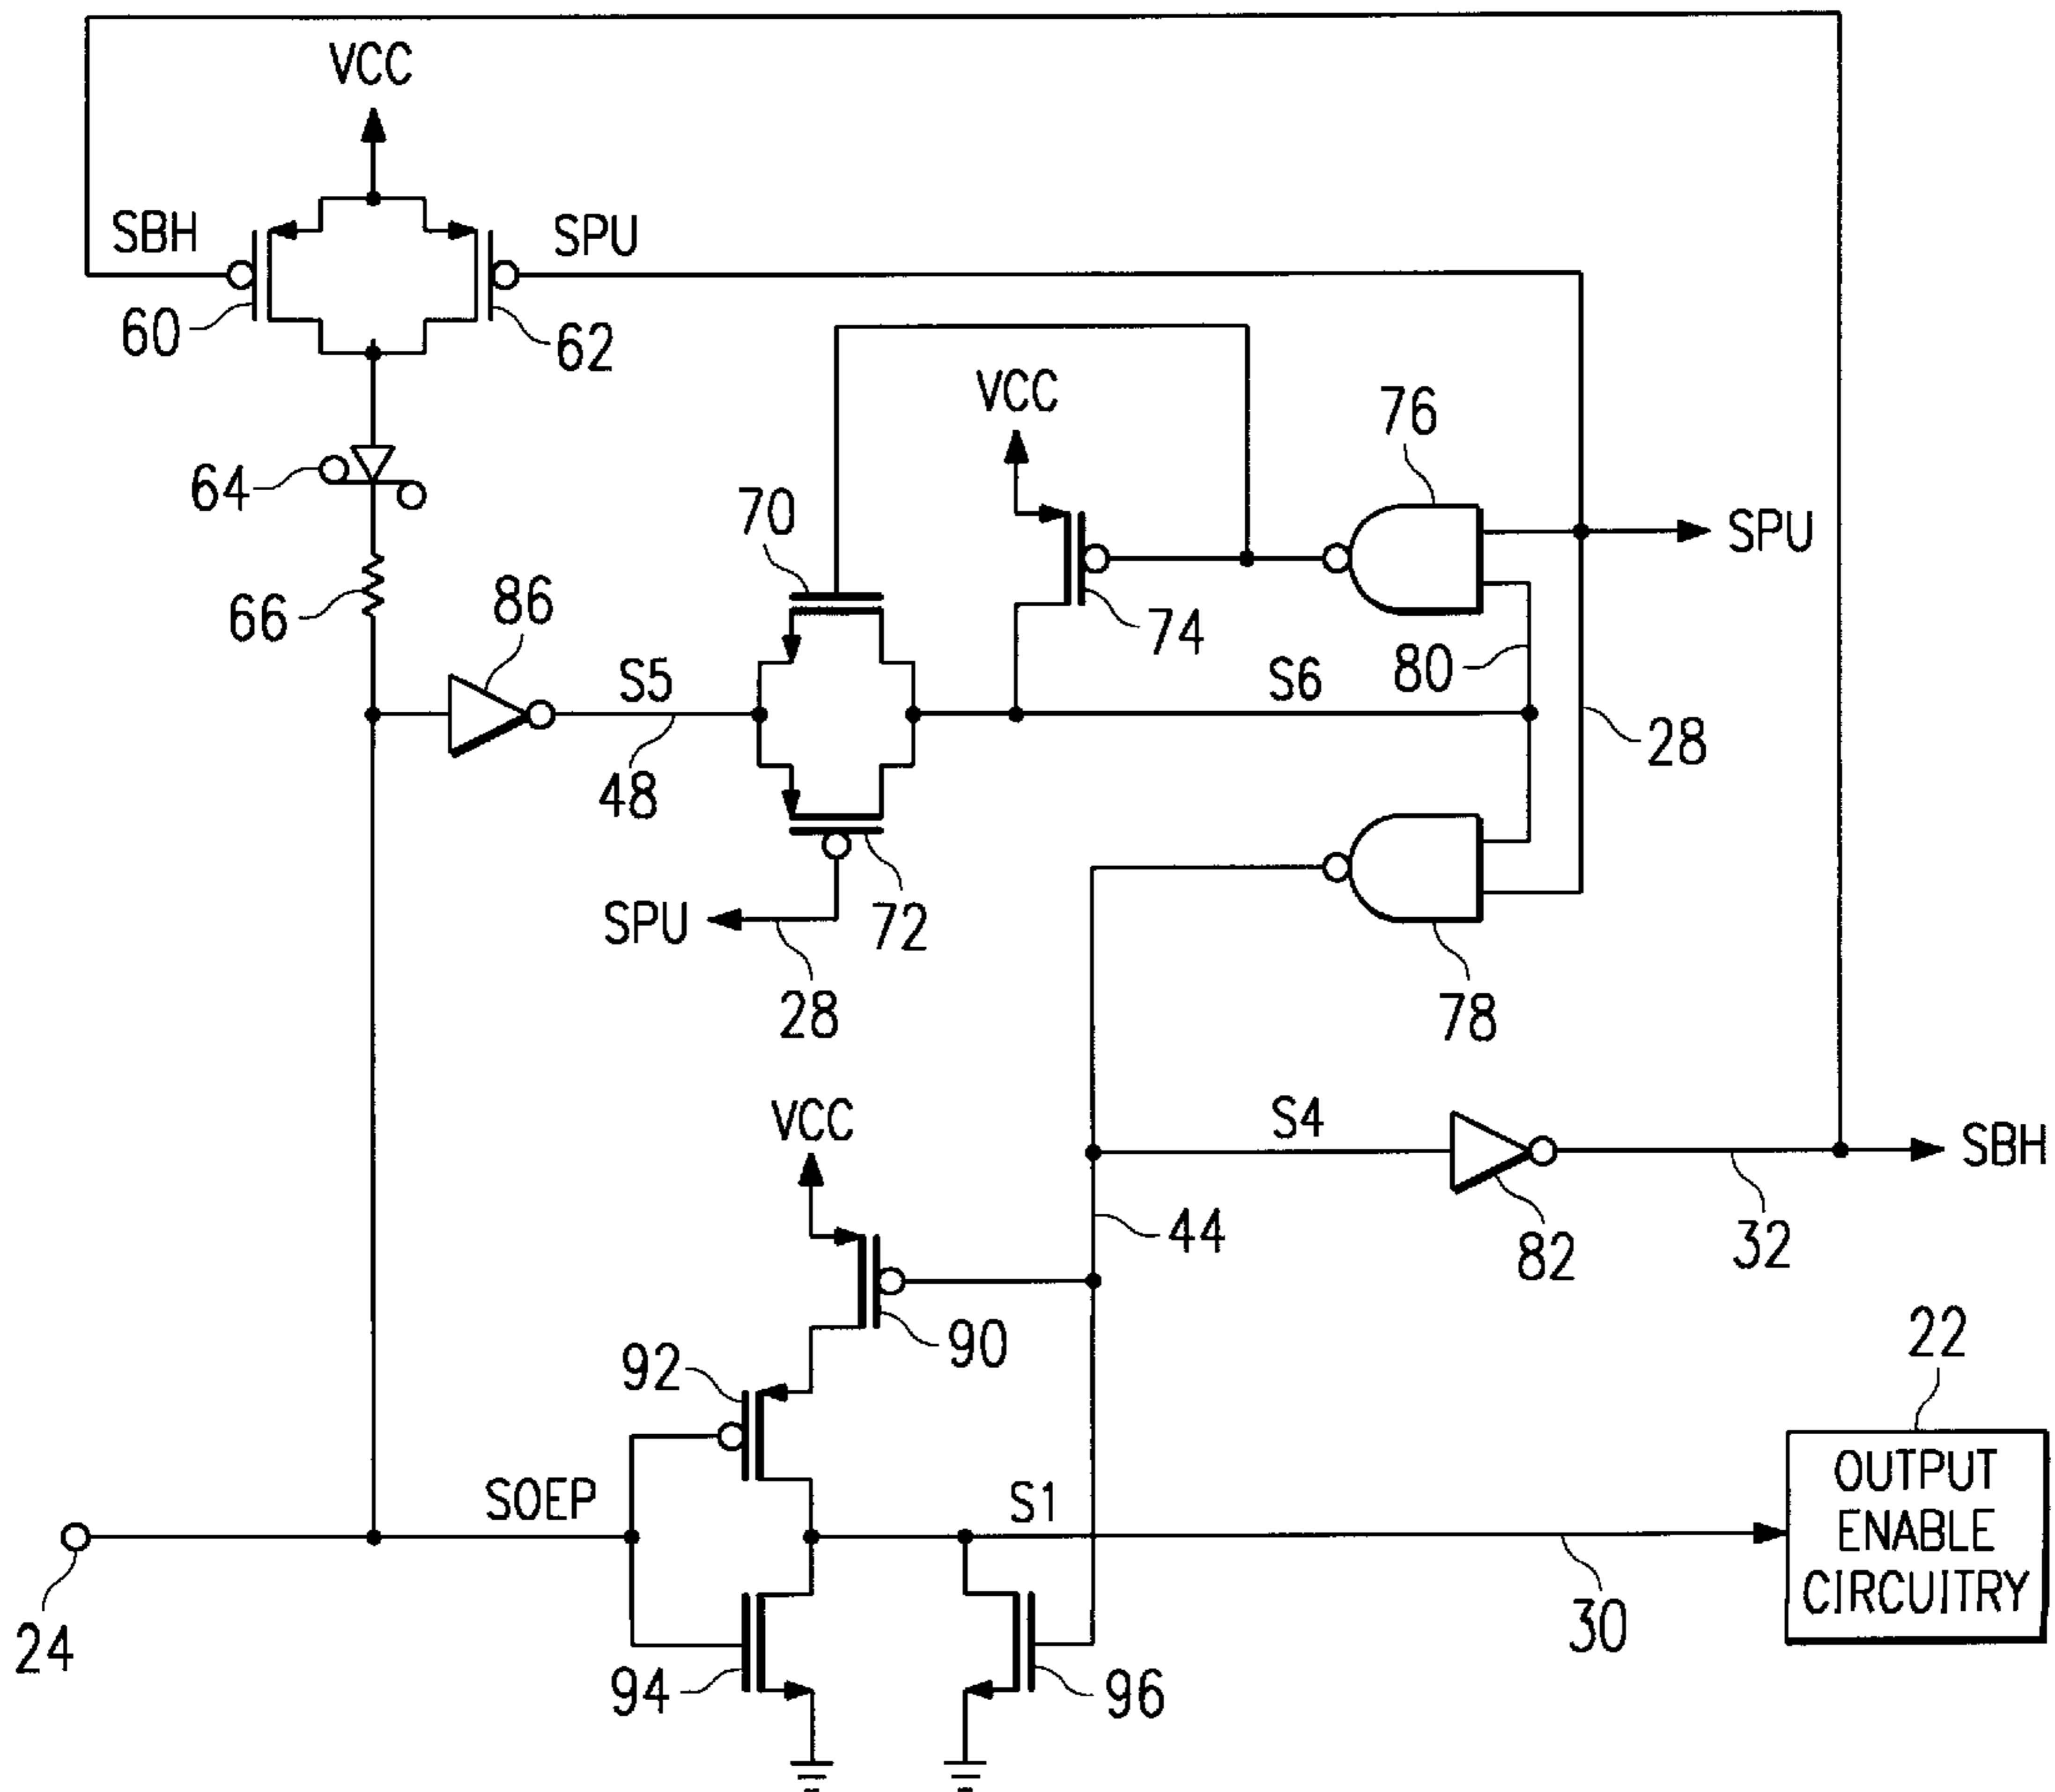 VCC
SBH
SPU
60
62
VCC
76
64
70
SPU
66
86
74
S5
S6
80
28
48
SPU
72
28
78
VCC
S4
SBH
44
82
32
92
90
22
SOEP
S1
OUTPUT
ENABLE
CIRCUITRY
24
94
96
30